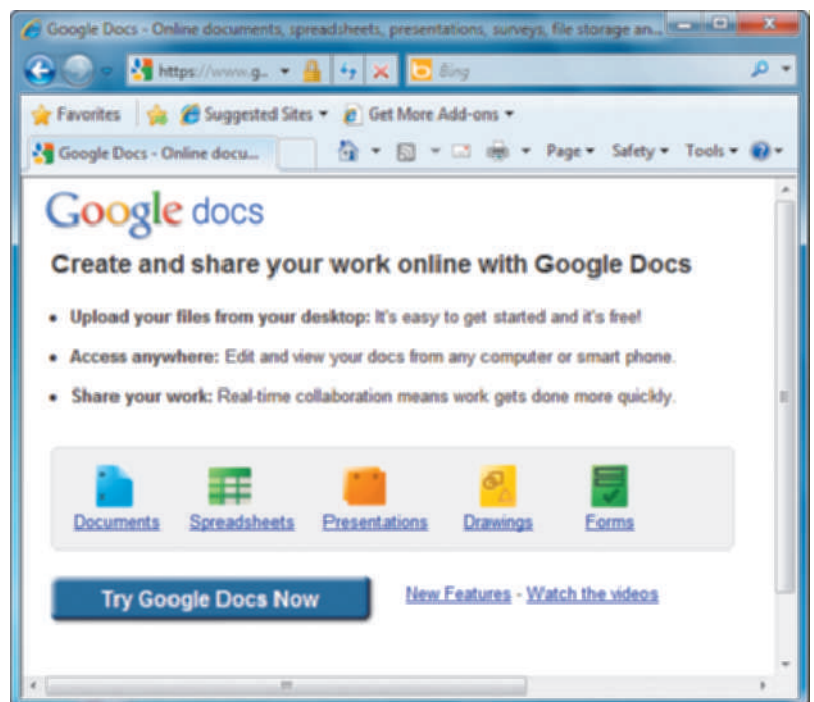 Google Docs - Online documents, spreadsheets, presentations, surveys, file storage an...
https://www.g..
Bing
Favorites Suggested Sites Get More Add-ons
Google Docs - Online docu... Page Safety Tools
Google docs
Create and share your work online with Google Docs
• Upload your files from your desktop: It's easy to get started and it's free!
• Access anywhere: Edit and view your docs from any computer or smart phone.
• Share your work: Real-time collaboration means work gets done more quickly.
Documents Spreadsheets Presentations Drawings Forms
Try Google Docs Now New Features - Watch the videos